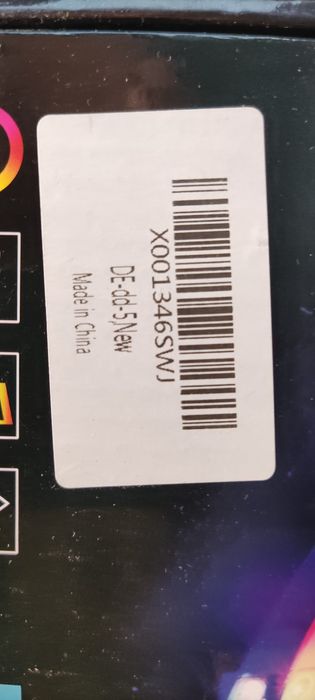 X001346SWJ
DE-dd-5,New
Made in China